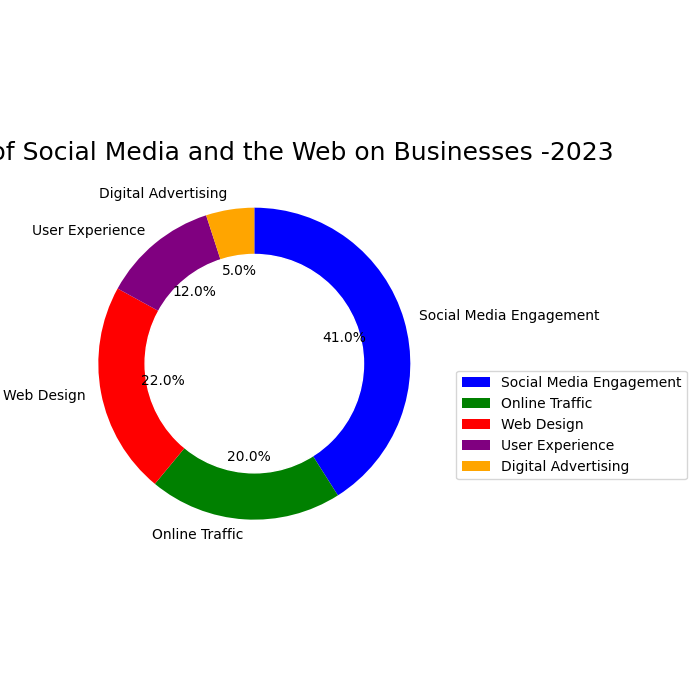 of Social Media and the Web on Businesses -2023
Digital Advertising
User Experience
5.0%
12.0%
Social Media Engagement
41.0%
Web Design
22.0%
20.0%
Online Traffic
Social Media Engagement
Online Traffic
Web Design
User Experience
Digital Advertising